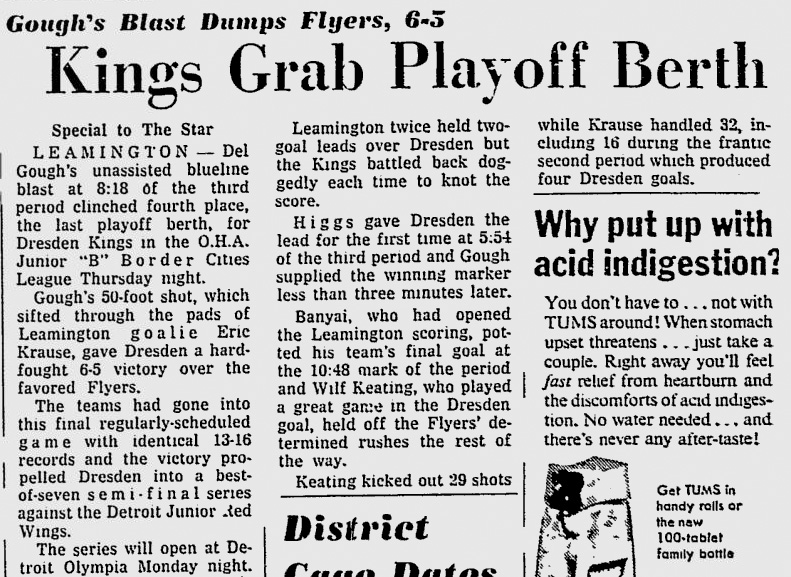 Gough's Blast Dumps Flyers, 6-5
Kings Grab Playoff Berth
Special to The Star
LEAMINGTON — Del
Gough's unassisted blueline
blast at 8:18 of the third
period clinched fourth place,
the last playoff berth, for
Dresden Kings in the O.H.A.
Junior "B" Border Cities
League Thursday night.
Gough's 50-foot shot, which
sifted through the pads of
Leamington goalie Eric
Krause, gave Dresden a hard-
fought 6-5 victory over the
favored Flyers.
The teams had gone into
this final regularly-scheduled
game with identical 13-16
records and the victory pro-
pelled Dresden into a best-
of-seven semi-final series
against the Detroit Junior Red
Wings.
The series will open at De-
troit Olympia Monday night.
Leamington twice held two-
goal leads over Dresden but
the Kings battled back dog-
gedly each time to knot the
score.
Higgs gave Dresden the
lead for the first time at 5:54
of the third period and Gough
supplied the winning marker
less than three minutes later.
Banyai, who had opened
the Leamington scoring, pot-
ted his team's final goal at
the 10:48 mark of the period
and Wilf Keating, who played
a great game in the Dresden
goal, held off the Flyers' de-
termined rushes the rest of
the way.
Keating kicked out 29 shots
while Krause handled 32, in-
cluding 16 during the frantic
second period which produced
four Dresden goals.
District
Cage Dates
Why put up with
acid indigestion?
You don't have to . . . not with
TUMS around! When stomach
upset threatens . . . just take a
couple. Right away you'll feel
fast relief from heartburn and
the discomforts of acid indiges-
tion. No water needed . . . and
there's never any after-taste!
Get TUMS in
handy rolls or
the new
100-tablet
family bottle